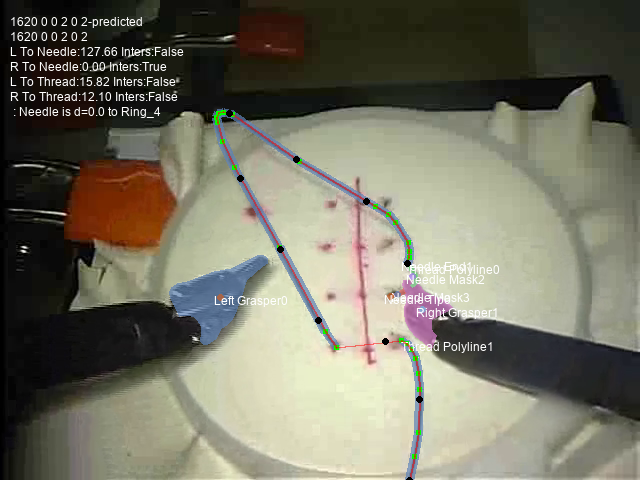 1620 0 0 2 0 2-predicted
1620 0 0 2 0 2
L To Needle:127.66 Inters:False
R To Needle:0.00 Inters:True
L To Thread:15.82 Inters:False
R To Thread:12.10 Inters:False
: Needle is d=0.0 to Ring_4
Needle End1
Thread Polyline0
Needle Mask2
Needle Mask3
Left Grasper0
Right Grasper1
Thread Polyline1